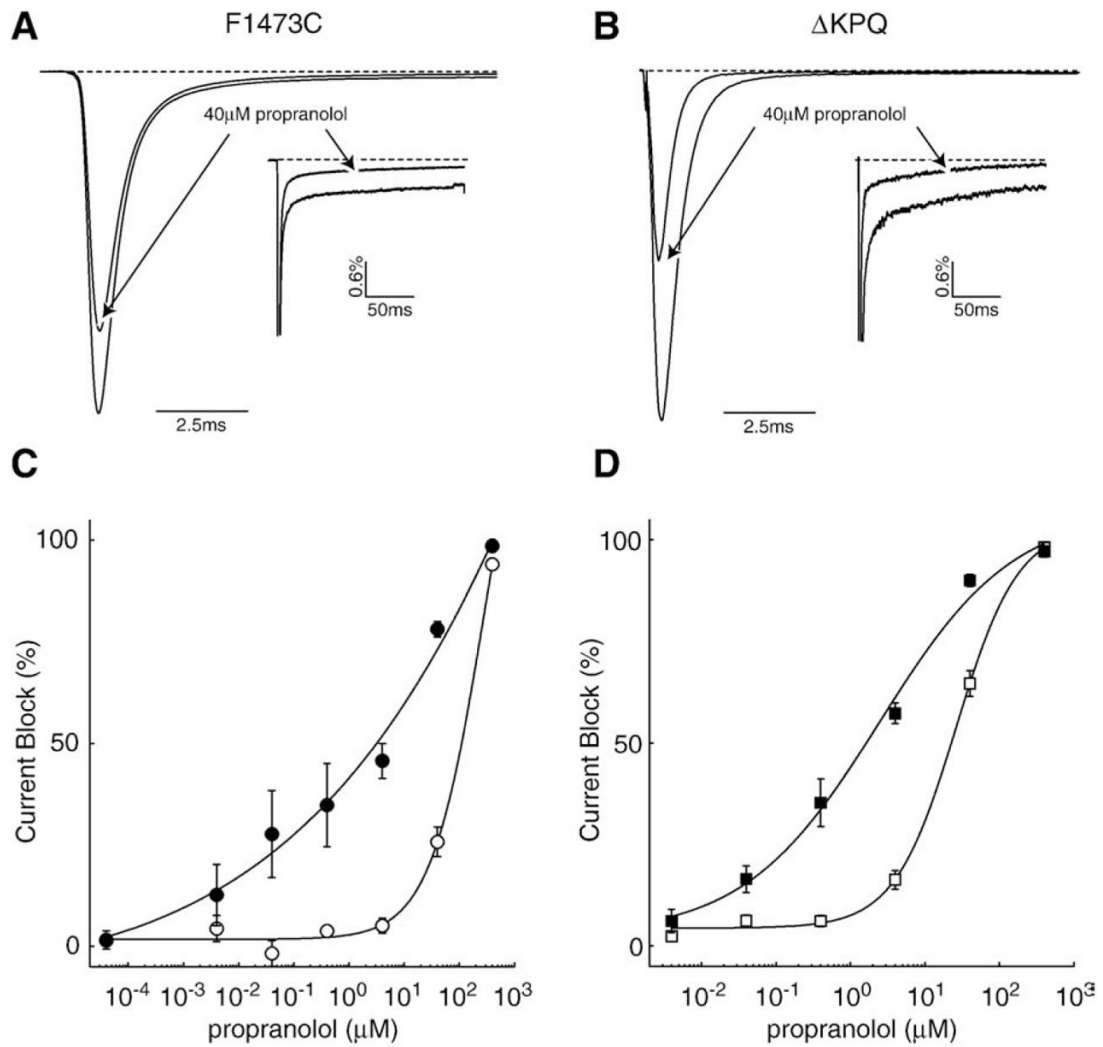 A
F1473C
40μM propranolol
0.6%
50ms
2.5ms
B
ΔKPQ
40μM propranolol
0.6%
50ms
2.5ms
C
100
50
0
Current Block (%)
10⁻⁴ 10⁻³ 10⁻² 10⁻¹ 10⁰ 10¹ 10² 10³
propranolol (μM)
D
100
50
0
Current Block (%)
10⁻² 10⁰ 10¹ 10² 10³
propranolol (μM)